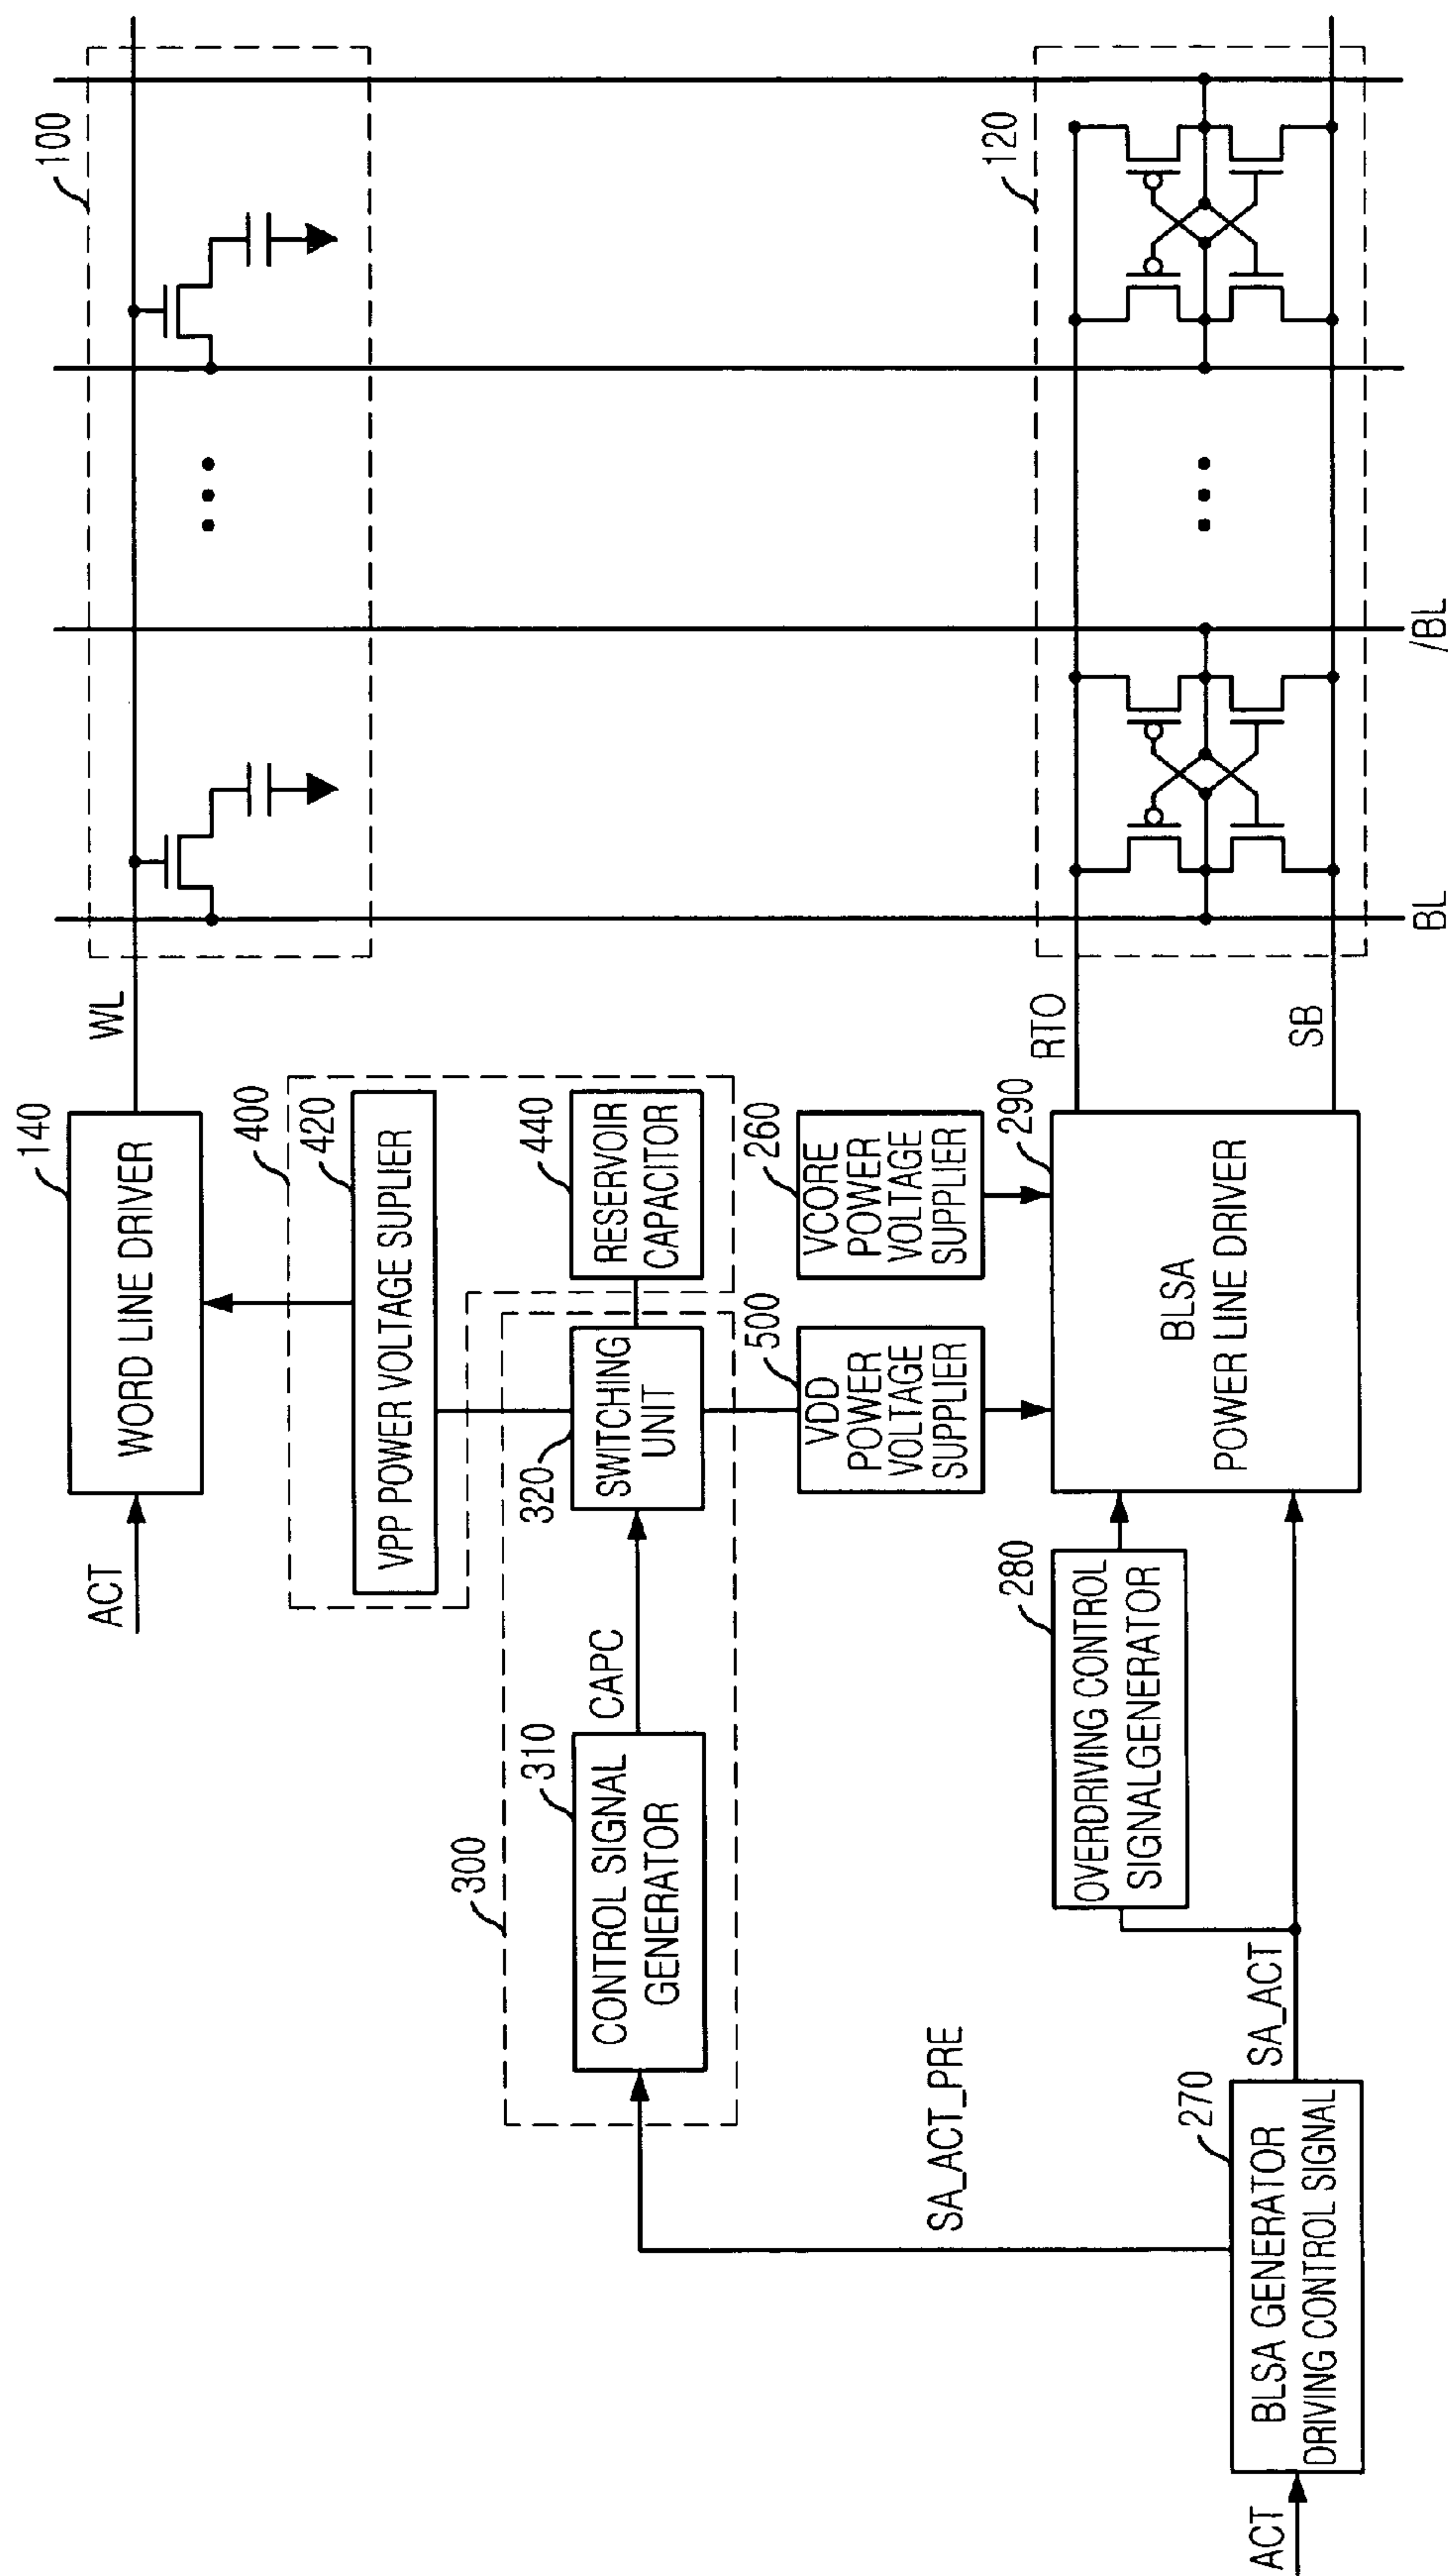 ACT
140
WORD LINE DRIVER
WL
100
400
420
VPP POWER VOLTAGE SUPLIER
300
310
CONTROL SIGNAL
GENERATOR
CAPC
320
SWITCHING
UNIT
440
RESERVOIR
CAPACITOR
500
VDD
POWER
VOLTAGE
SUPPLIER
260
VCORE
POWER
VOLTAGE
SUPPLIER
SA_ACT_PRE
280
OVERDRIVING CONTROL
SIGNALGENERATOR
290
BLSA
POWER LINE DRIVER
RTO
SB
120
ACT
270
BLSA GENERATOR
DRIVING CONTROL SIGNAL
SA_ACT
BL
/BL